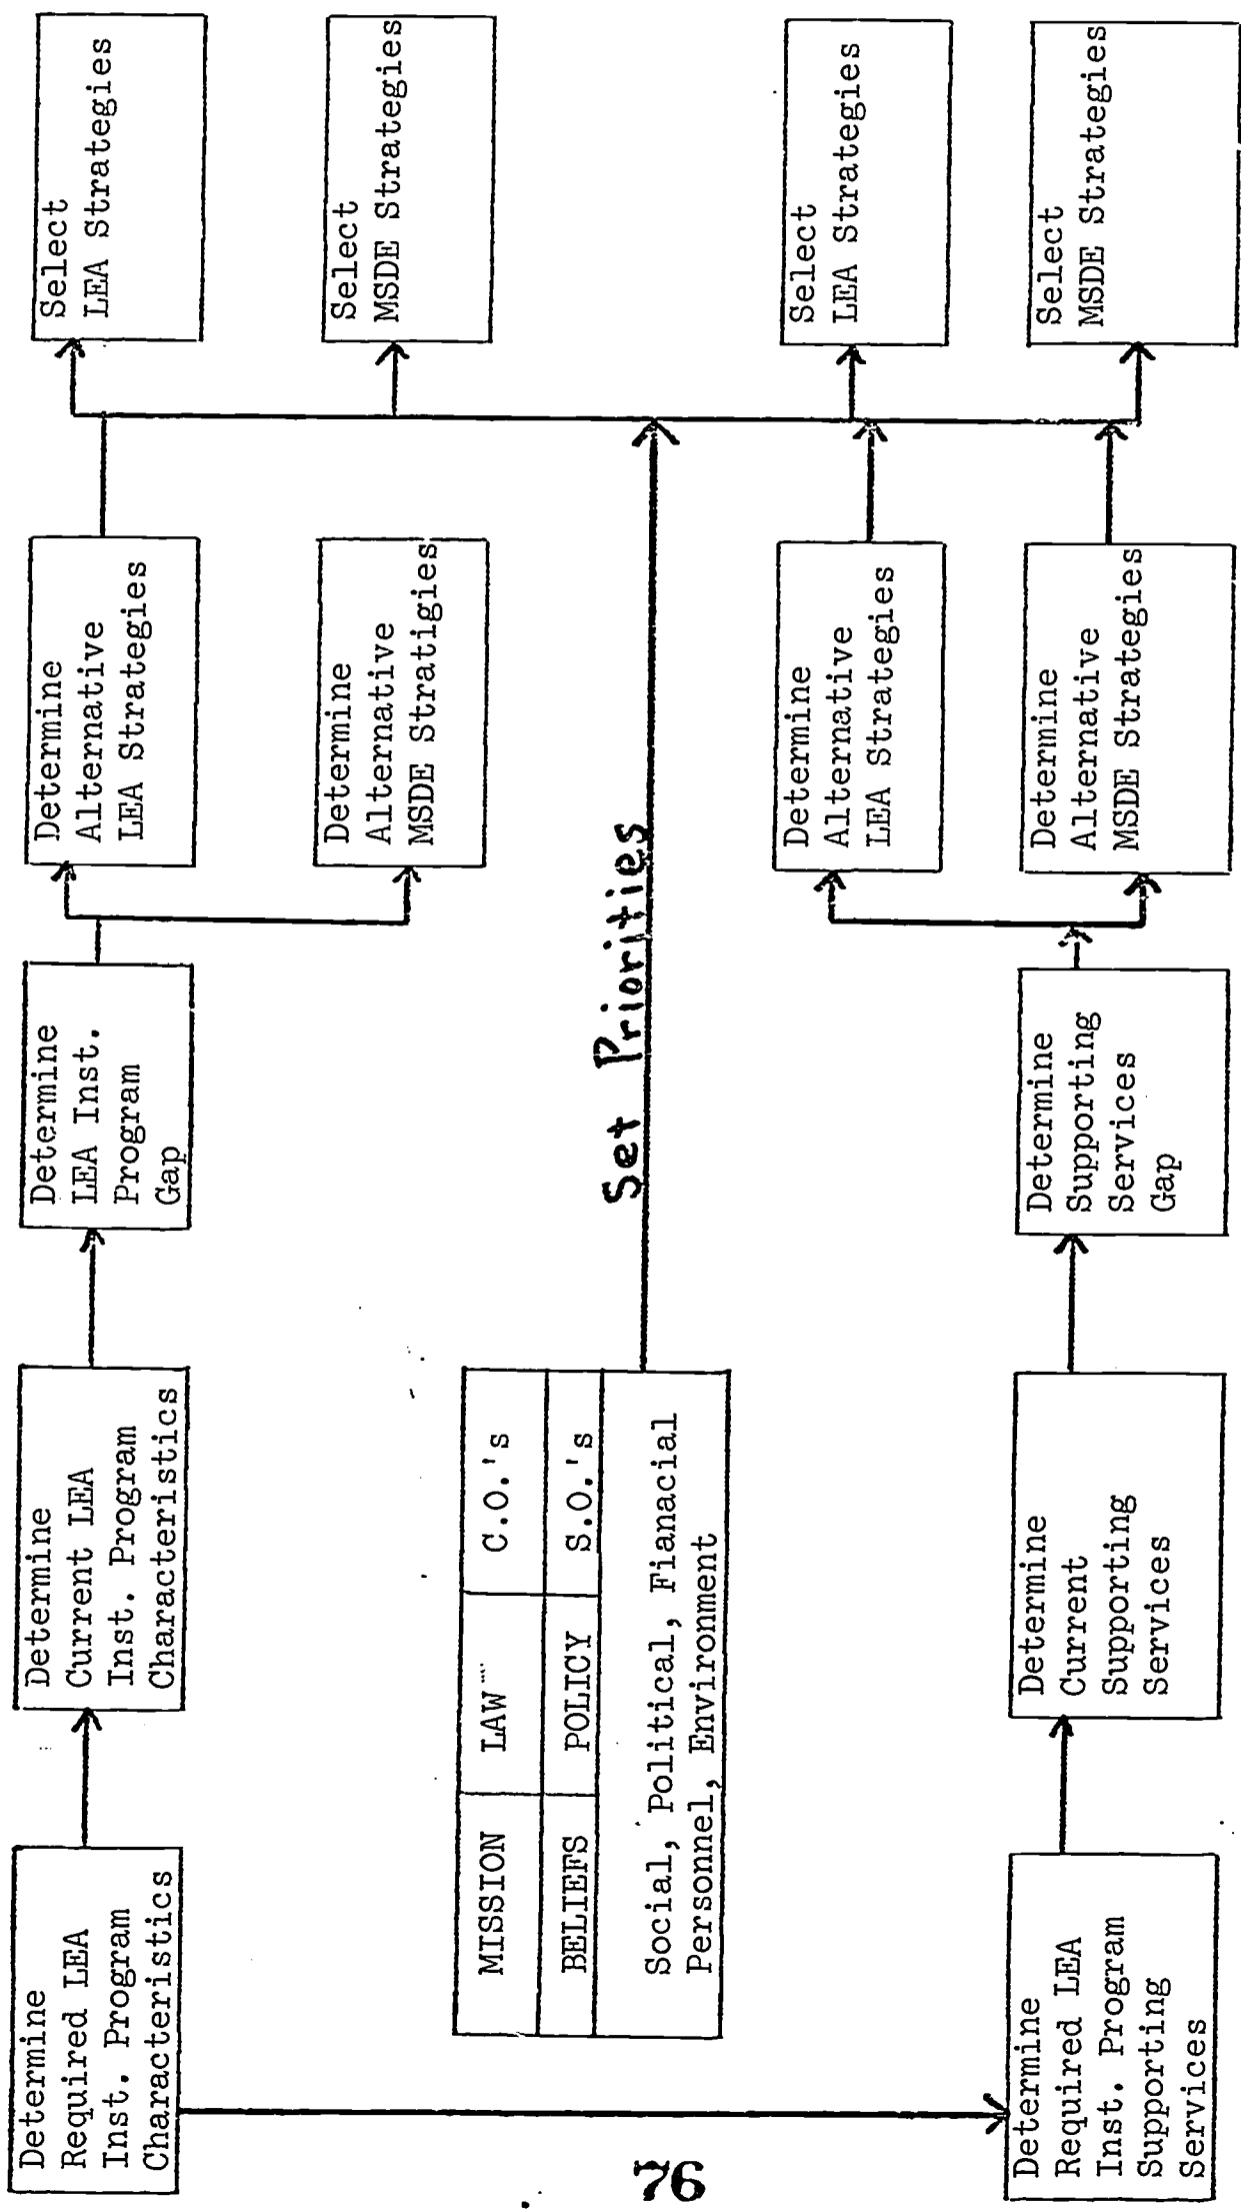 Determine
Required LEA
Inst. Program
Characteristics
Determine
Current LEA
Inst. Program
Characteristics
Determine
LEA Inst.
Program
Gap
Determine
Alternative
LEA Strategies
Select
LEA Strategies
Determine
Alternative
MSDE Stratigies
Select
MSDE Strategies
MISSION LAW C.O.'s
BELIEFS POLICY S.O.'s
Social, Political, Fianacial
Personnel, Environment
Set Priorities
Determine
Alternative
LEA Strategies
Select
LEA Strategies
Determine
Required LEA
Inst. Program
Supporting
Services
Determine
Current
Supporting
Services
Determine
Supporting
Services
Gap
Determine
Alternative
MSDE Strategies
Select
MSDE Strategies
76